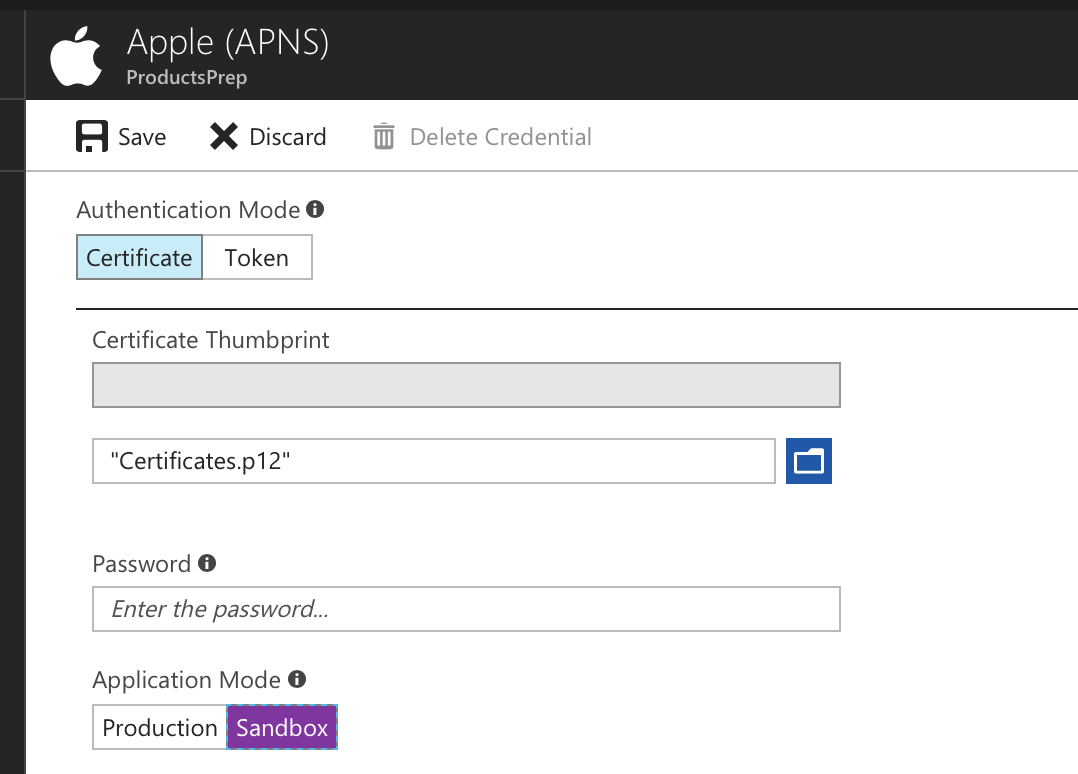 Apple (APNS)
ProductsPrep
Save Discard Delete Credential
Authentication Mode
Certificate Token
Certificate Thumbprint
"Certificates.p12"
Password
Enter the password...
Application Mode
Production Sandbox